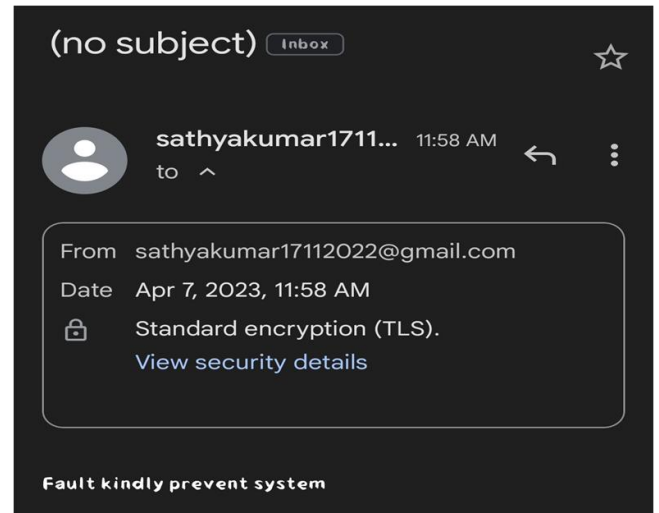 (no subject) Inbox
sathyakumar1711... 11:58 AM
to
From sathyakumar17112022@gmail.com
Date Apr 7, 2023, 11:58 AM
Standard encryption (TLS).
View security details
Fault kindly prevent system